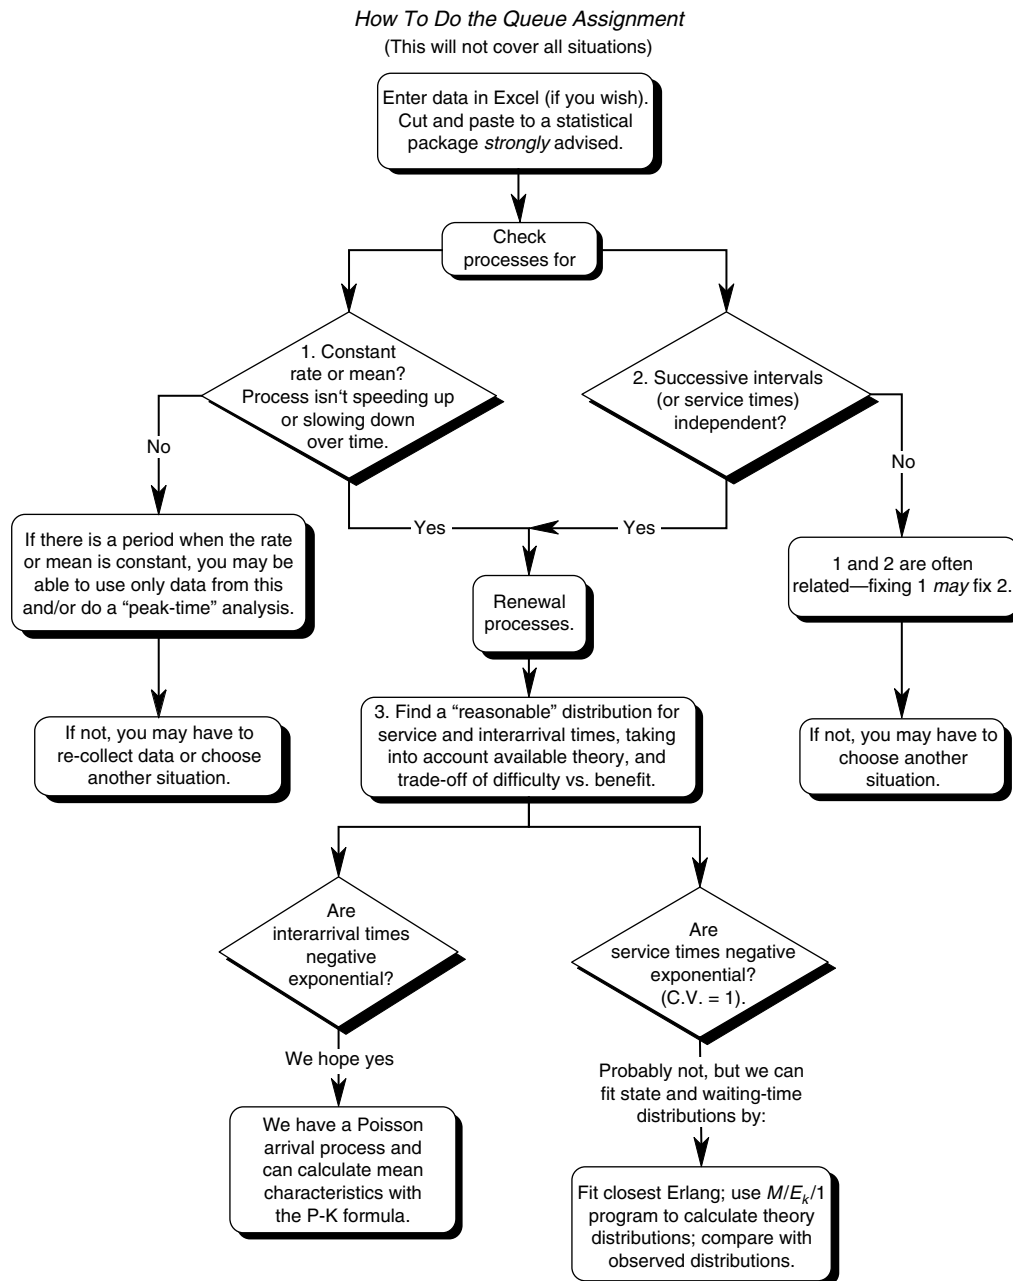 How To Do the Queue Assignment
(This will not cover all situations)
Enter data in Excel (if you wish).
Cut and paste to a statistical
package strongly advised.
Check
processes for
1. Constant
rate or mean?
Process isn‘t speeding up
or slowing down
over time.
2. Successive intervals
(or service times)
independent?
No
No
Yes
Yes
If there is a period when the rate
or mean is constant, you may be
able to use only data from this
and/or do a “peak-time” analysis.
Renewal
processes.
1 and 2 are often
related—fixing 1 may fix 2.
If not, you may have to
re-collect data or choose
another situation.
3. Find a “reasonable” distribution for
service and interarrival times, taking
into account available theory, and
trade-off of difficulty vs. benefit.
If not, you may have to
choose another
situation.
Are
interarrival times
negative
exponential?
Are
service times negative
exponential?
(C.V. = 1).
We hope yes
Probably not, but we can
fit state and waiting-time
distributions by:
We have a Poisson
arrival process and
can calculate mean
characteristics with
the P-K formula.
Fit closest Erlang; use M/Ek/1
program to calculate theory
distributions; compare with
observed distributions.